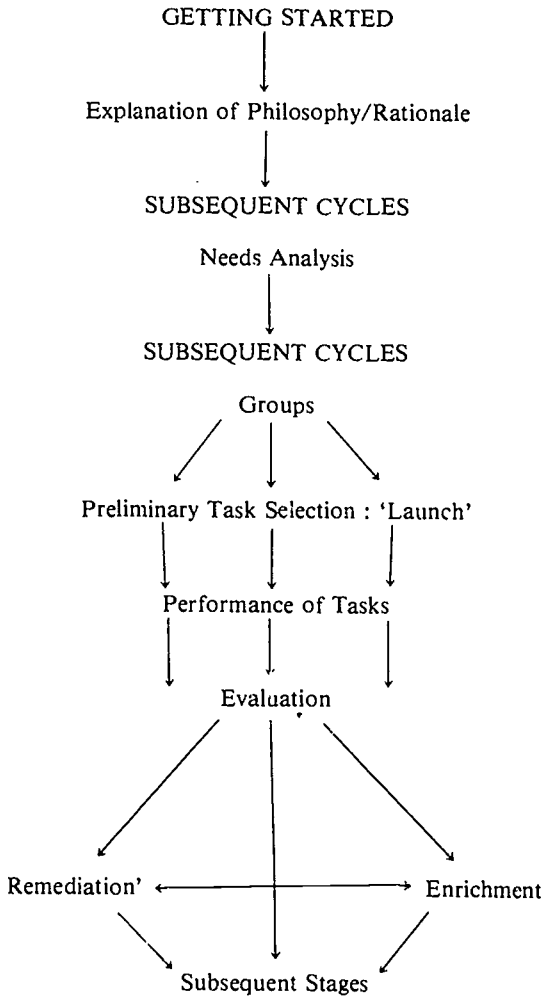 GETTING STARTED
Explanation of Philosophy/Rationale
SUBSEQUENT CYCLES
Needs Analysis
SUBSEQUENT CYCLES
Groups
Preliminary Task Selection : ‘Launch’
Performance of Tasks
Evaluation
Remediation’ Enrichment
Subsequent Stages